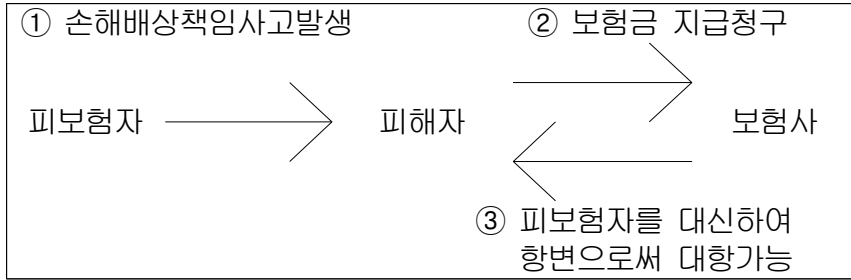 ① 손해배상책임사고발생
② 보험금 지급청구
피보험자
피해자
보험사
③ 피보험자를 대신하여
항변으로써 대항가능